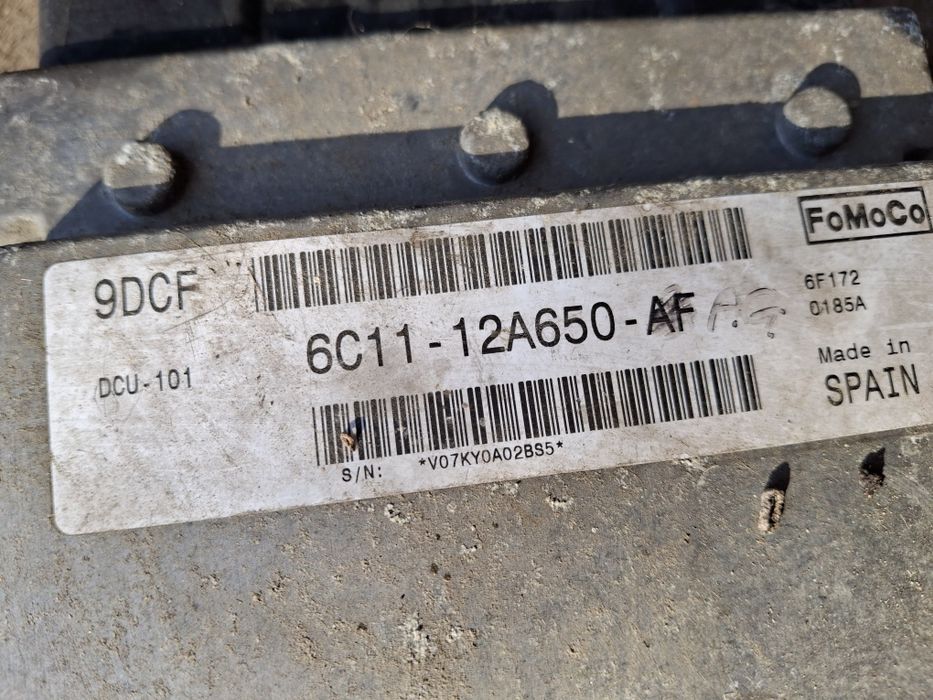 FoMoCo
9DCF
6F172
0185A
6C11-12A650-AF
DCU-101
Made in
SPAIN
S/N: *V07KY0A02BS5*